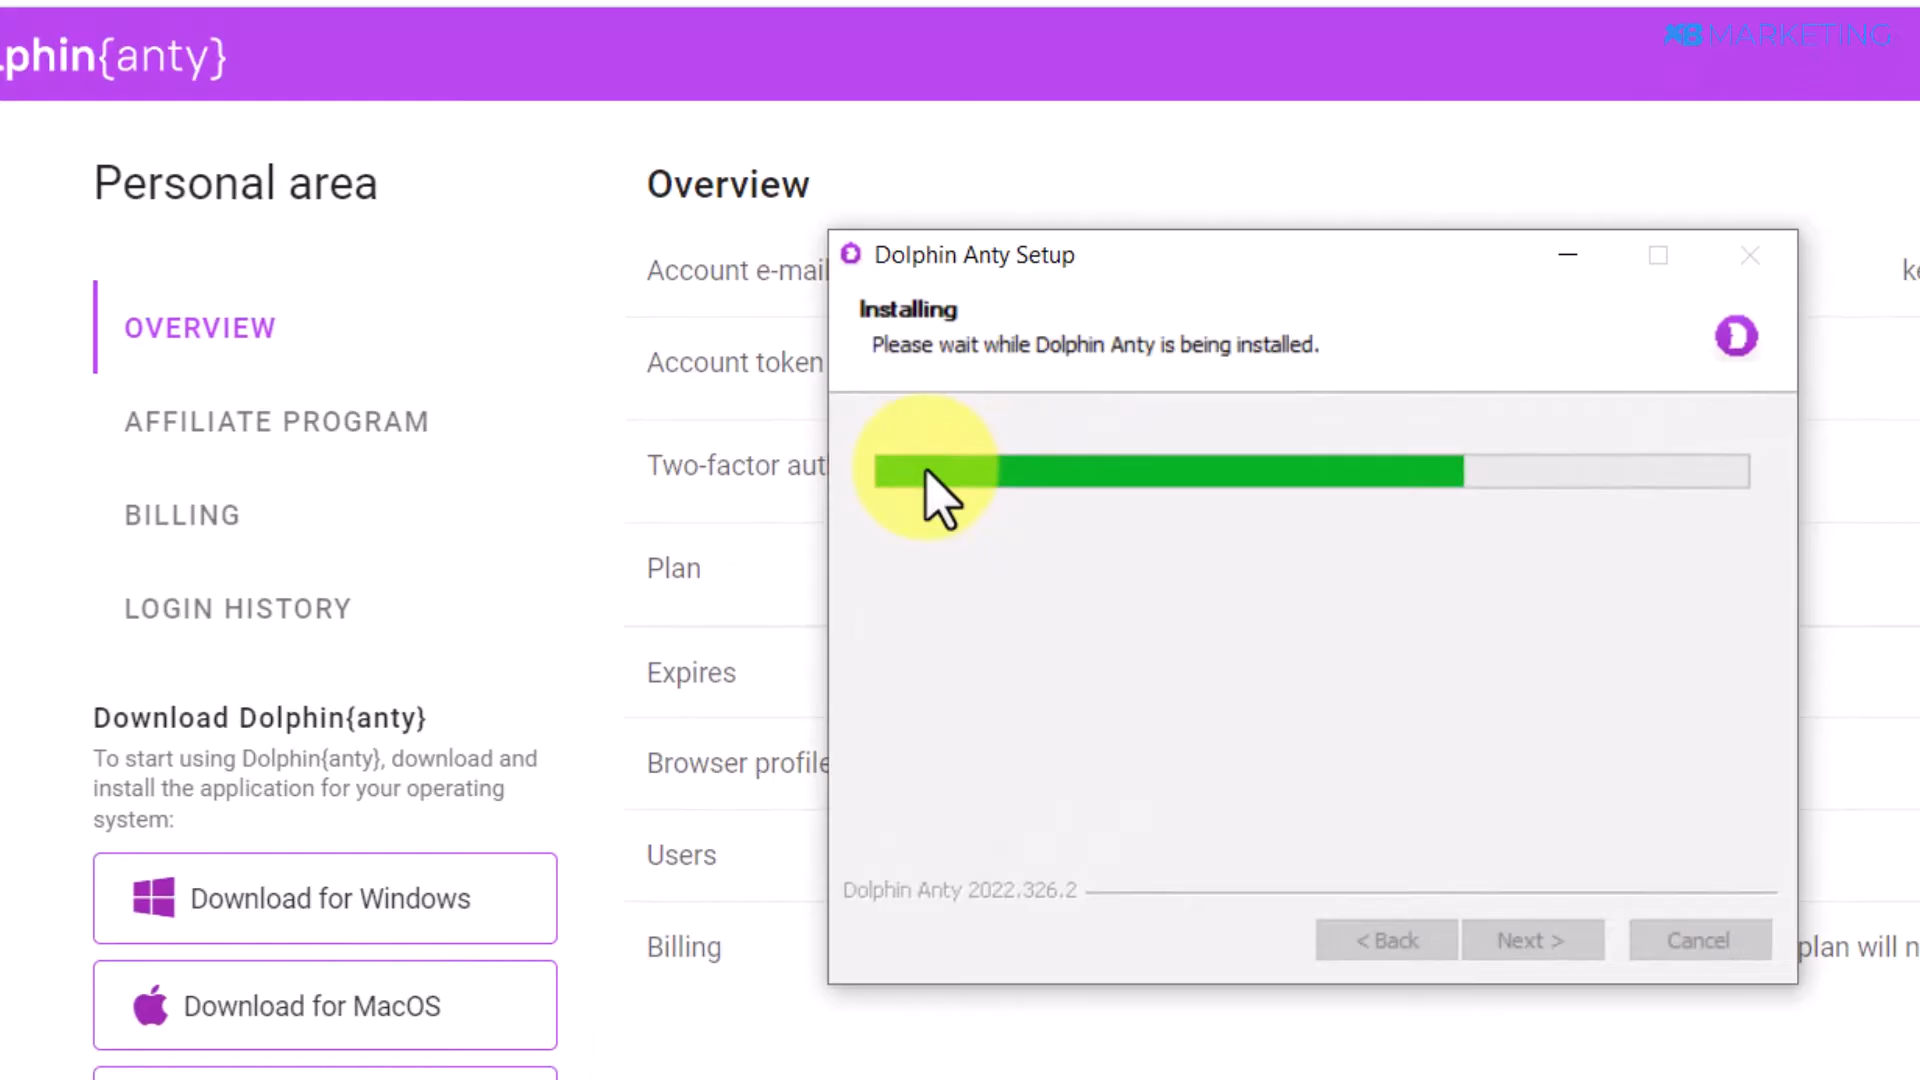 phin{anty}
MARKETING
Personal area
OVERVIEW
AFFILIATE PROGRAM
BILLING
LOGIN HISTORY
Download Dolphin{anty}
To start using Dolphin{anty}, download and
install the application for your operating
system:
Download for Windows
Download for MacOS
Overview
Account e-mail
Account token
Two-factor aut
Plan
Expires
Browser profile
Users
Billing
plan will n
Dolphin Anty Setup
Installing
Please wait while Dolphin Anty is being installed.
Dolphin Anty 2022.326.2
< Back
Next >
Cancel